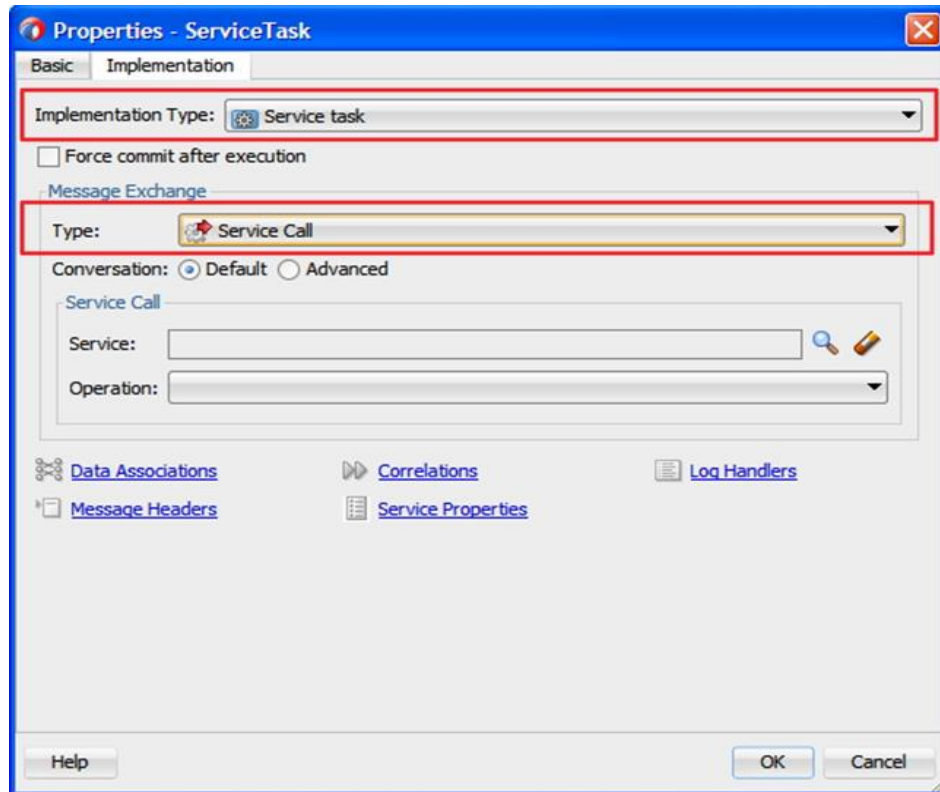 Properties - ServiceTask
Basic Implementation
Implementation Type: Service task
Force commit after execution
Message Exchange
Type: Service Call
Conversation: Default Advanced
Service Call
Service:
Operation:
Data Associations Correlations Log Handlers
Message Headers Service Properties
Help OK Cancel